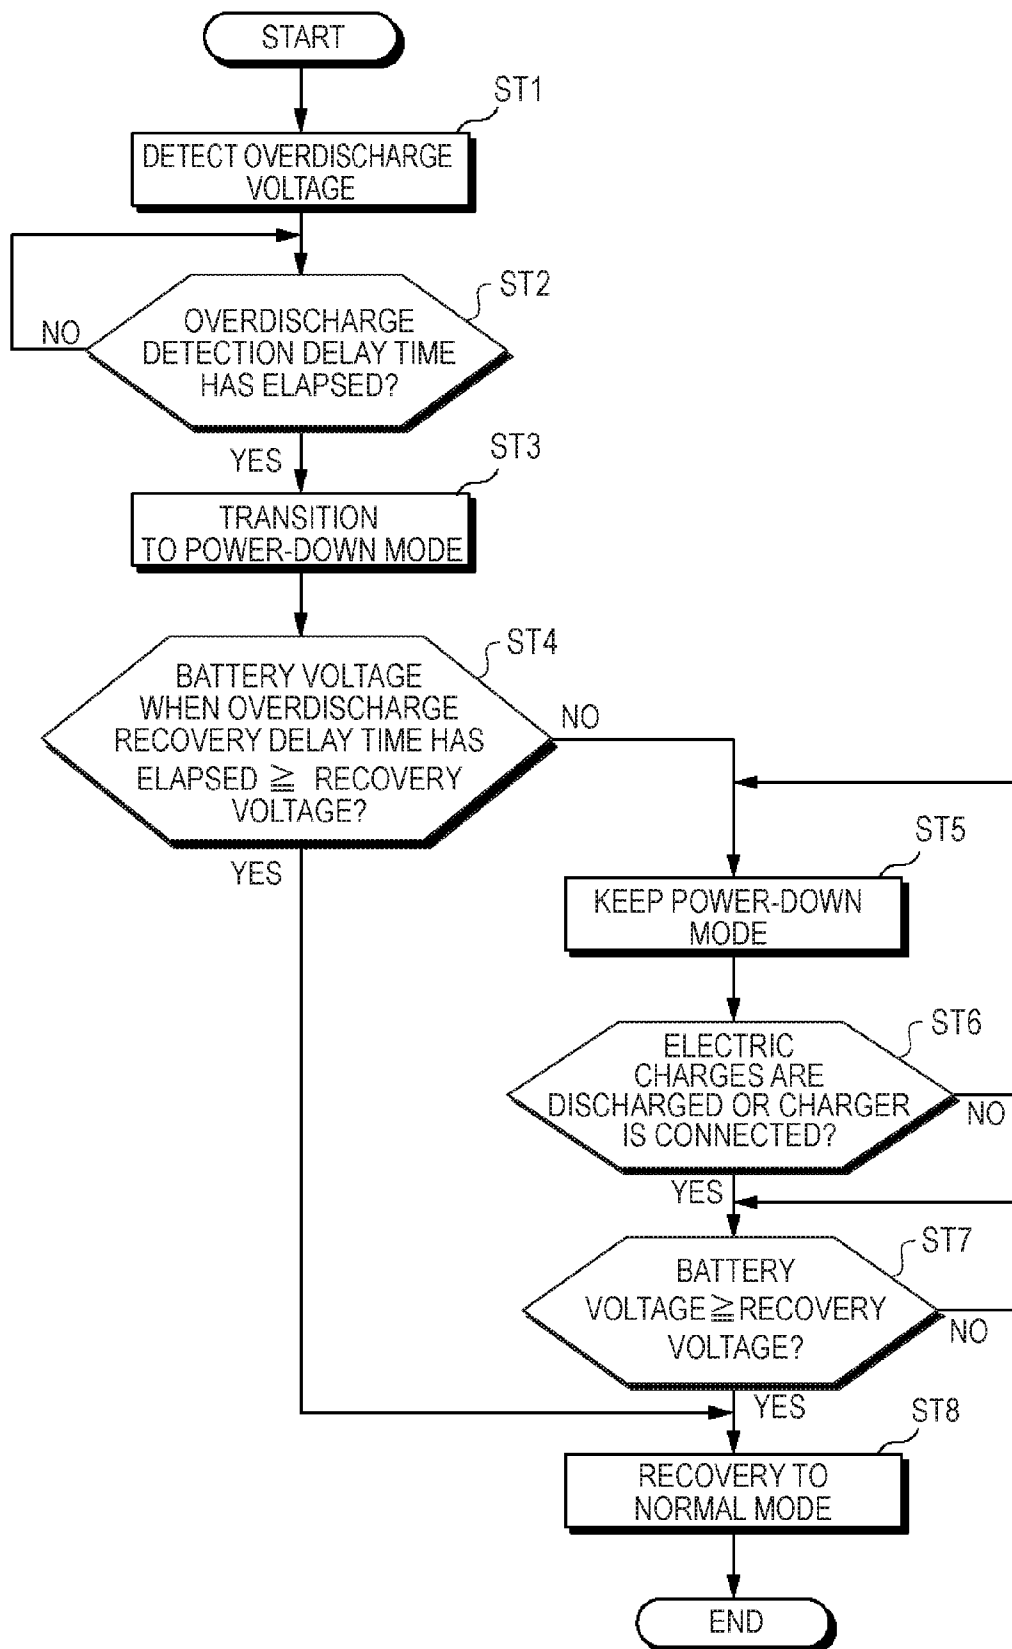 START
ST1
DETECT OVERDISCHARGE
VOLTAGE
ST2
OVERDISCHARGE
DETECTION DELAY TIME
HAS ELAPSED?
NO
YES
ST3
TRANSITION
TO POWER-DOWN MODE
ST4
BATTERY VOLTAGE
WHEN OVERDISCHARGE
RECOVERY DELAY TIME HAS
ELAPSED ≧ RECOVERY
VOLTAGE?
NO
YES
ST5
KEEP POWER-DOWN
MODE
ST6
ELECTRIC
CHARGES ARE
DISCHARGED OR CHARGER
IS CONNECTED?
NO
YES
ST7
BATTERY
VOLTAGE≧RECOVERY
VOLTAGE?
NO
YES
ST8
RECOVERY TO
NORMAL MODE
END